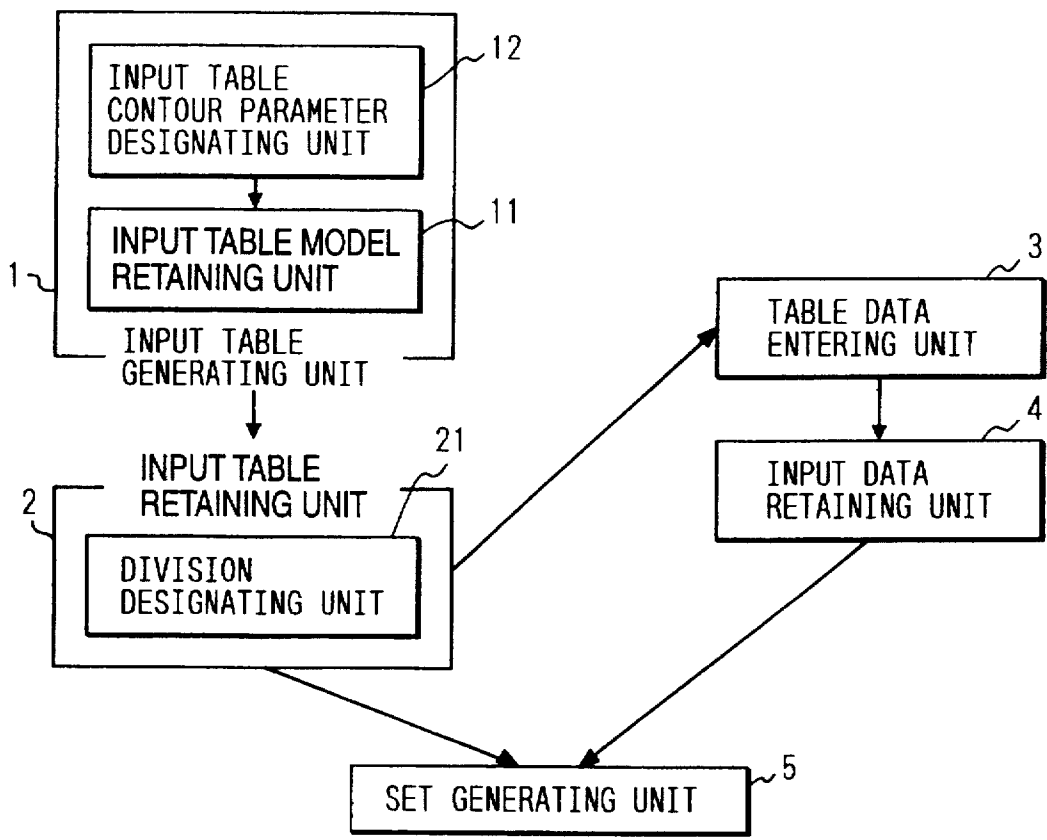 12
INPUT TABLE
CONTOUR PARAMETER
DESIGNATING UNIT
11
INPUT TABLE MODEL
RETAINING UNIT
1
INPUT TABLE
GENERATING UNIT
INPUT TABLE
RETAINING UNIT
21
2
DIVISION
DESIGNATING UNIT
3
TABLE DATA
ENTERING UNIT
4
INPUT DATA
RETAINING UNIT
5
SET GENERATING UNIT